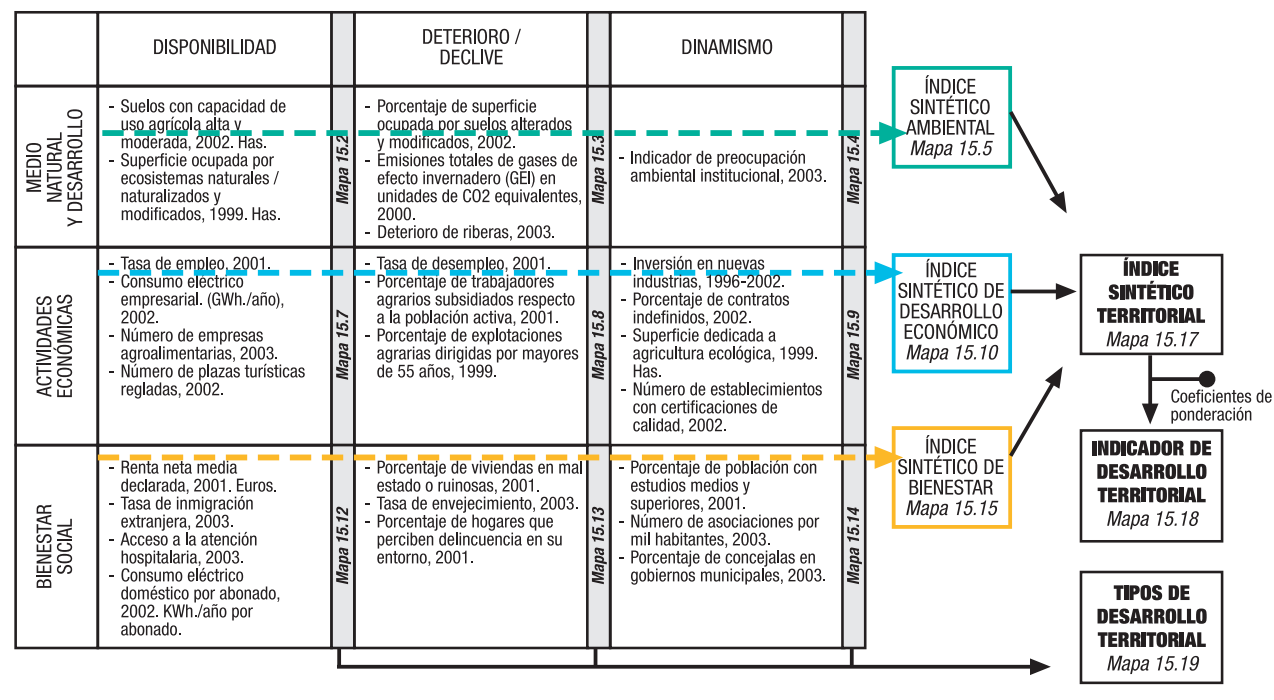 DISPONIBILIDAD
DETERIORO /
DECLIVE
DINAMISMO
MEDIO
NATURAL
Y DESARROLLO
- Suelos con capacidad de
uso agrícola alta y
moderada, 2002. Has.
- Superficie ocupada por
ecosistemas naturales /
naturalizados y
modificados, 1999. Has.
Mapa 15.2
- Porcentaje de superficie
ocupada por suelos alterados
y modificados, 2002.
- Emisiones totales de gases de
efecto invernadero (GEI) en
unidades de CO2 equivalentes,
2000.
- Deterioro de riberas, 2003.
Mapa 15.3
- Indicador de preocupación
ambiental institucional, 2003.
Mapa 15.4
ÍNDICE
SINTÉTICO
AMBIENTAL
Mapa 15.5
ACTIVIDADES
ECONÓMICAS
- Tasa de empleo, 2001.
- Consumo eléctrico
empresarial. (GWh./año),
2002.
- Número de empresas
agroalimentarias, 2003.
- Número de plazas turísticas
regladas, 2002.
Mapa 15.7
- Tasa de desempleo, 2001.
- Porcentaje de trabajadores
agrarios subsidiados respecto
a la población activa, 2001.
- Porcentaje de explotaciones
agrarias dirigidas por mayores
de 55 años, 1999.
Mapa 15.8
- Inversión en nuevas
industrias, 1996-2002.
- Porcentaje de contratos
indefinidos, 2002.
- Superficie dedicada a
agricultura ecológica, 1999.
Has.
- Número de establecimientos
con certificaciones de
calidad, 2002.
Mapa 15.9
ÍNDICE
SINTÉTICO DE
DESARROLLO
ECONÓMICO
Mapa 15.10
BIENESTAR
SOCIAL
- Renta neta media
declarada, 2001. Euros.
- Tasa de inmigración
extranjera, 2003.
- Acceso a la atención
hospitalaria, 2003.
- Consumo eléctrico
doméstico por abonado,
2002. KWh./año por
abonado.
Mapa 15.12
- Porcentaje de viviendas en mal
estado o ruinosas, 2001.
- Tasa de envejecimiento, 2003.
- Porcentaje de hogares que
perciben delincuencia en su
entorno, 2001.
Mapa 15.13
- Porcentaje de población con
estudios medios y
superiores, 2001.
- Número de asociaciones por
mil habitantes, 2003.
- Porcentaje de concejalas en
gobiernos municipales, 2003.
Mapa 15.14
ÍNDICE
SINTÉTICO DE
BIENESTAR
Mapa 15.15
ÍNDICE
SINTÉTICO
TERRITORIAL
Mapa 15.17
Coeficientes de
ponderación
INDICADOR DE
DESARROLLO
TERRITORIAL
Mapa 15.18
TIPOS DE
DESARROLLO
TERRITORIAL
Mapa 15.19